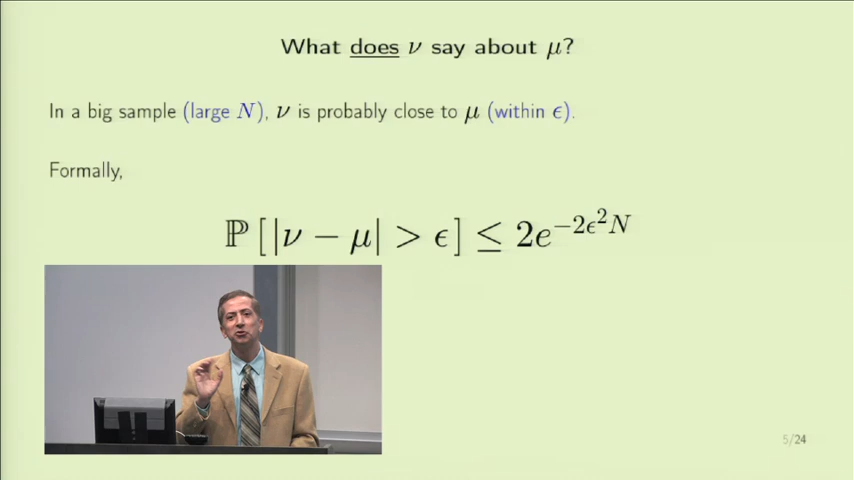 What does ν say about μ?
In a big sample (large N), ν is probably close to μ (within ϵ).
Formally,
ℙ [ |ν − μ| > ϵ ] ≤ 2e^{−2ϵ²N}
5/24